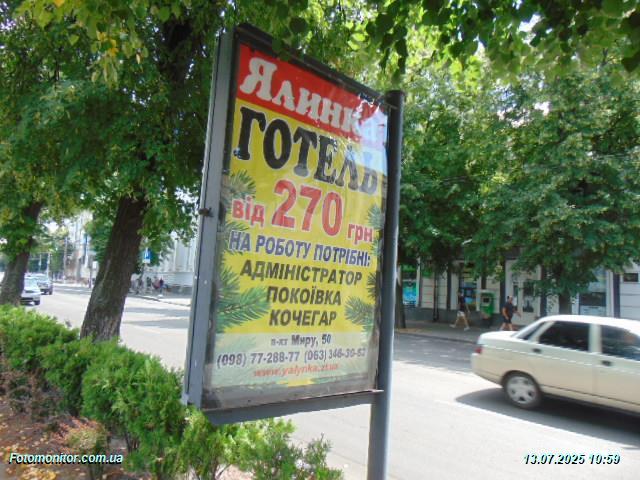 Ялинка
ГОТЕЛЬ
від 270 грн
НА РОБОТУ ПОТРІБНІ:
АДМІНІСТРАТОР
ПОКОЇВКА
КОЧЕГАР
п-кт Миру, 50
(098) 77-288-77 (063) 346-30-52
www.yalynka.zt.ua
Fotomonitor.com.ua
13.07.2025 10:59